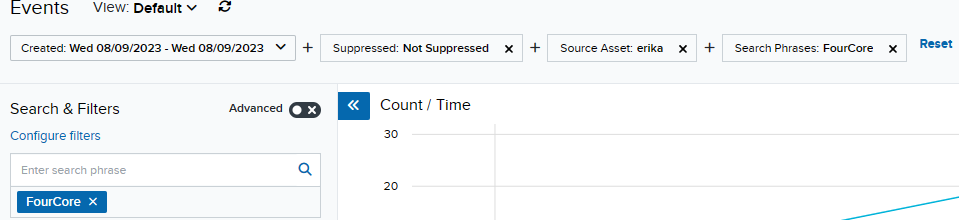 Events View: Default
Created: Wed 08/09/2023 - Wed 08/09/2023 + Suppressed: Not Suppressed × + Source Asset: erika × + Search Phrases: FourCore × Reset
Search & Filters Advanced
Configure filters
Enter search phrase
FourCore ×
Count / Time
30
20